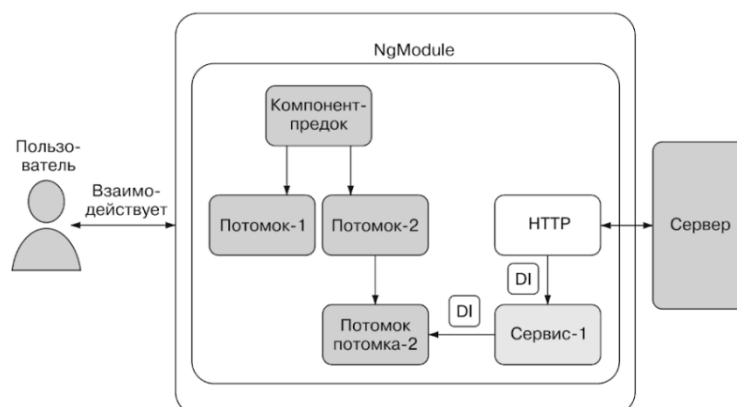 NgModule
Компонент-
предок
Пользо-
ватель
Взаимо-
действует
Потомок-1
Потомок-2
HTTP
Сервер
DI
DI
Потомок
потомка-2
Сервис-1